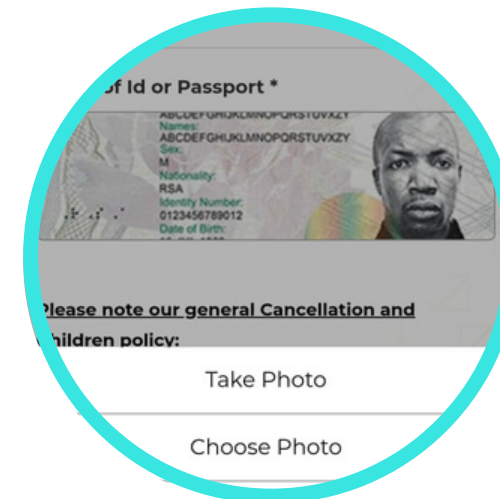 of Id or Passport *
ABCDEFGHIJKLMNOPQRSTUVXZY
Names:
ABCDEFGHIJKLMNOPQRSTUVXZY
Sex:
M
Nationality:
RSA
Identity Number:
0123456789012
Date of Birth:
Please note our general Cancellation and
Children policy:
Take Photo
Choose Photo